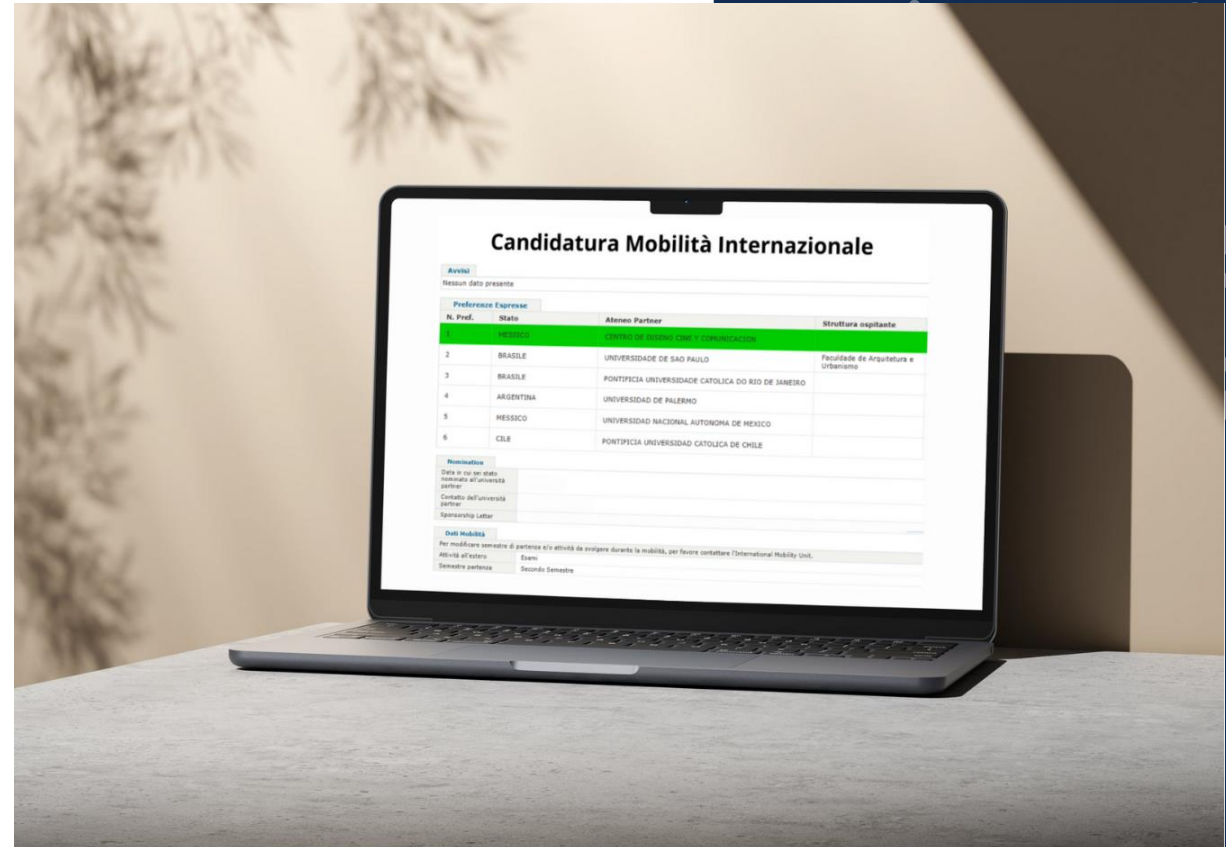 Candidatura Mobilità Internazionale
Avvisi
Nessun dato presente
Preferenze Espresse
N. Pref. Stato Ateneo Partner Struttura ospitante
1 MESSICO CENTRO DE DISENO CINE Y COMUNICACION
2 BRASILE UNIVERSIDADE DE SAO PAULO Faculdade de Arquitetura e
Urbanismo
3 BRASILE PONTIFICIA UNIVERSIDADE CATOLICA DO RIO DE JANEIRO
4 ARGENTINA UNIVERSIDAD DE PALERMO
5 MESSICO UNIVERSIDAD NACIONAL AUTONOMA DE MEXICO
6 CILE PONTIFICIA UNIVERSIDAD CATOLICA DE CHILE
Nomination
Data in cui sei stato
nominato all'università
partner
Contatto dell'università
partner
Sponsorship Letter
Dati Mobilità
Per modificare semestre di partenza e/o attività da svolgere durante la mobilità, per favore contattare l'International Mobility Unit.
Attività all'estero Esami
Semestre partenza Secondo Semestre